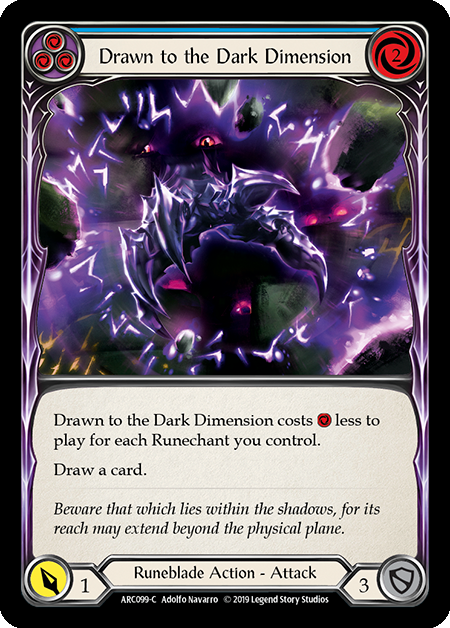 Drawn to the Dark Dimension
2
Drawn to the Dark Dimension costs less to
play for each Runechant you control.
Draw a card.
Beware that which lies within the shadows, for its
reach may extend beyond the physical plane.
1
Runeblade Action - Attack
3
ARC099-C Adolfo Navarro © 2019 Legend Story Studios